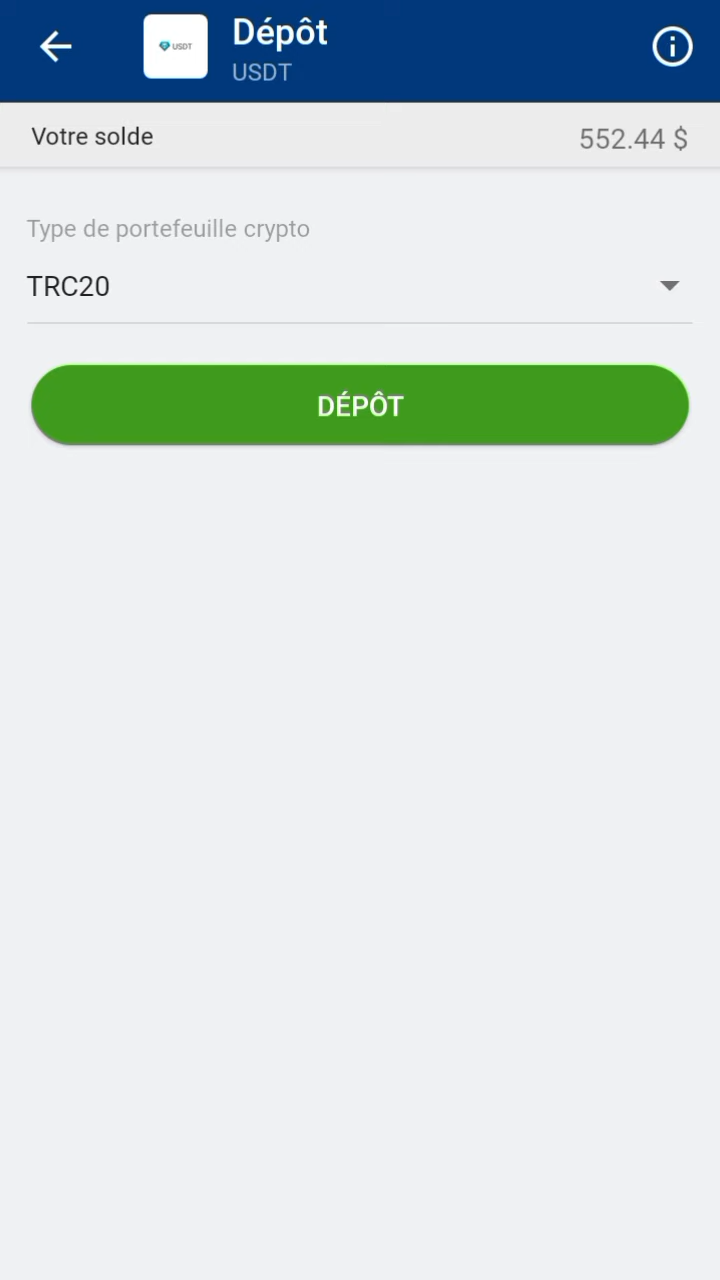 Dépôt
USDT
USDT
Votre solde
552.44 $
Type de portefeuille crypto
TRC20
DÉPÔT